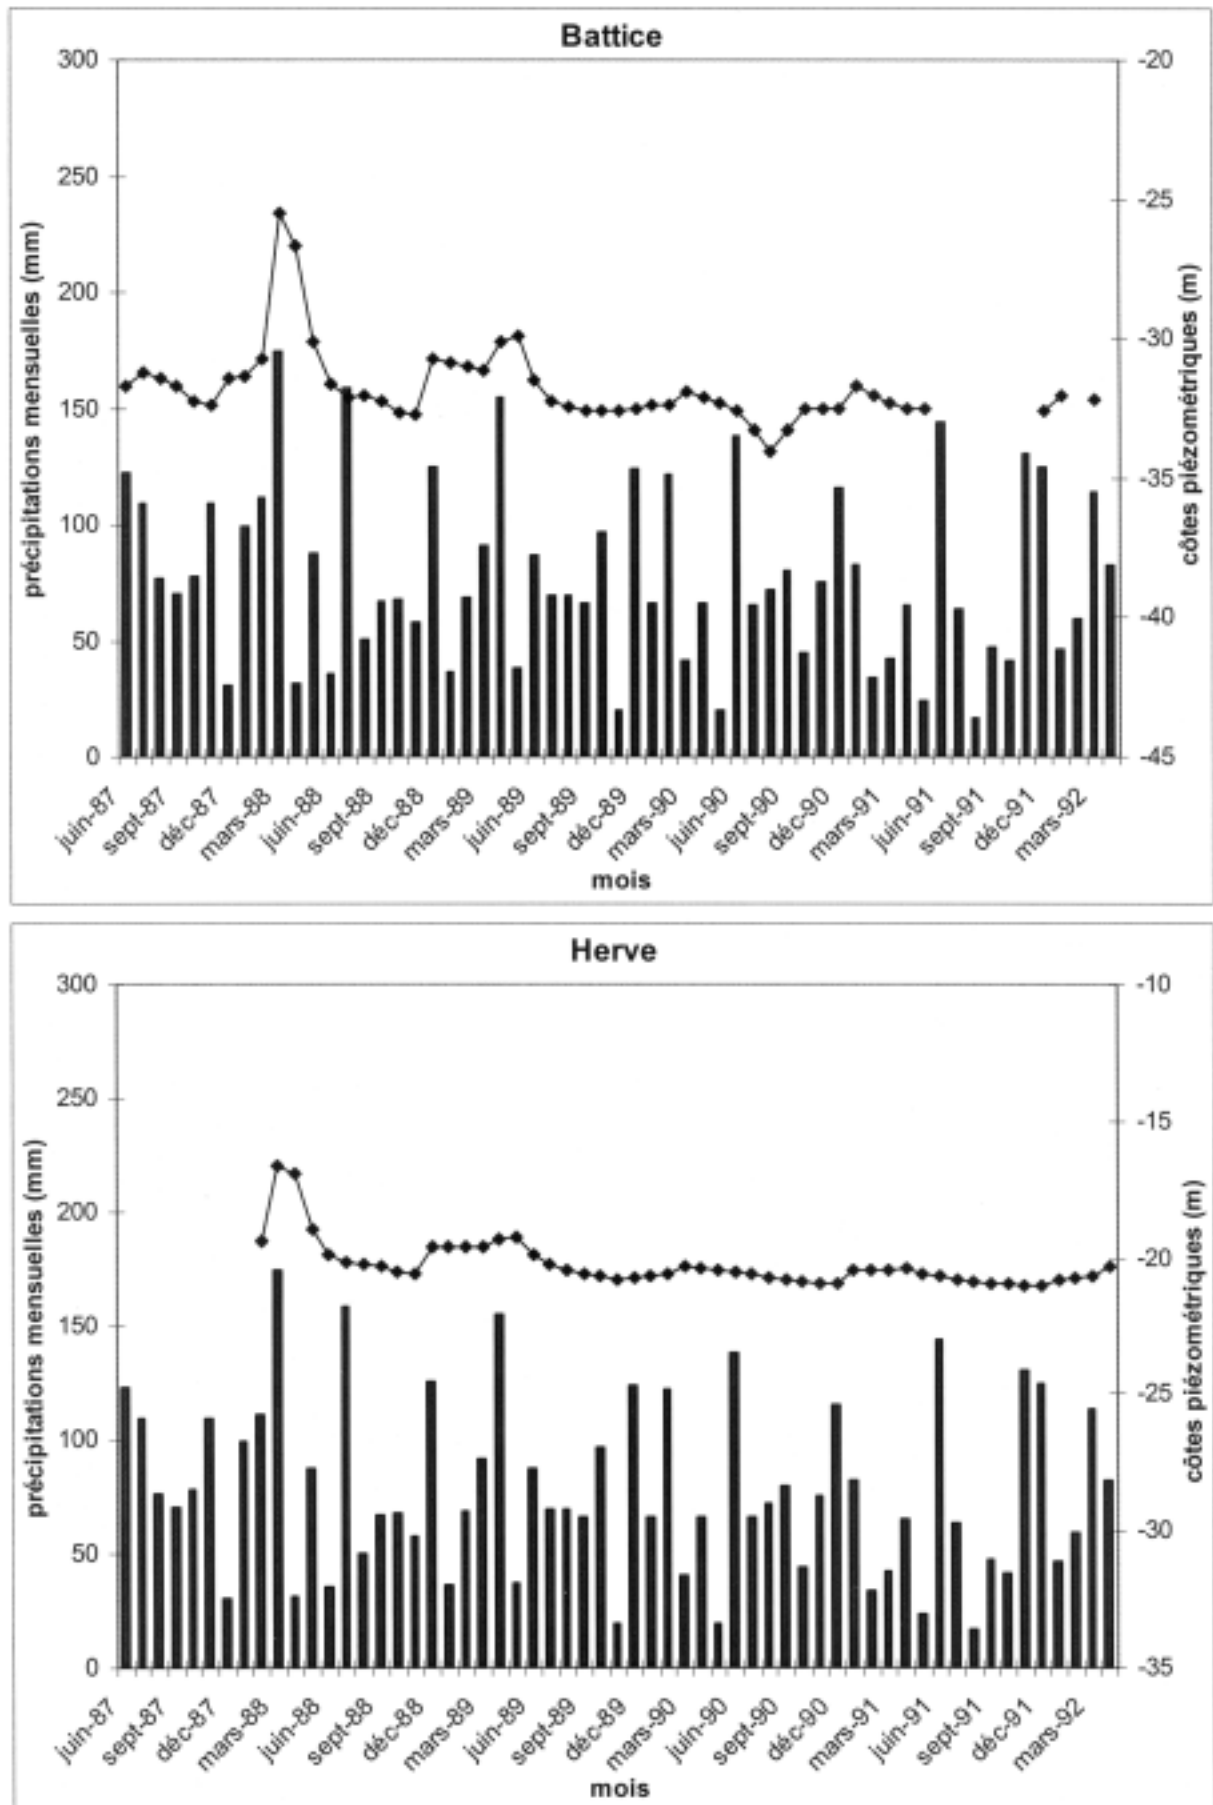 Battice
300
250
200
150
100
50
0
précipitations mensuelles (mm)
-20
-25
-30
-35
-40
-45
côtes piézométriques (m)
juin-87
sept-87
déc-87
mars-88
juin-88
sept-88
déc-88
mars-89
juin-89
sept-89
déc-89
mars-90
juin-90
sept-90
déc-90
mars-91
juin-91
sept-91
déc-91
mars-92
mois
Herve
300
250
200
150
100
50
0
précipitations mensuelles (mm)
-10
-15
-20
-25
-30
-35
côtes piézométriques (m)
juin-87
sept-87
déc-87
mars-88
juin-88
sept-88
déc-88
mars-89
juin-89
sept-89
déc-89
mars-90
juin-90
sept-90
déc-90
mars-91
juin-91
sept-91
déc-91
mars-92
mois